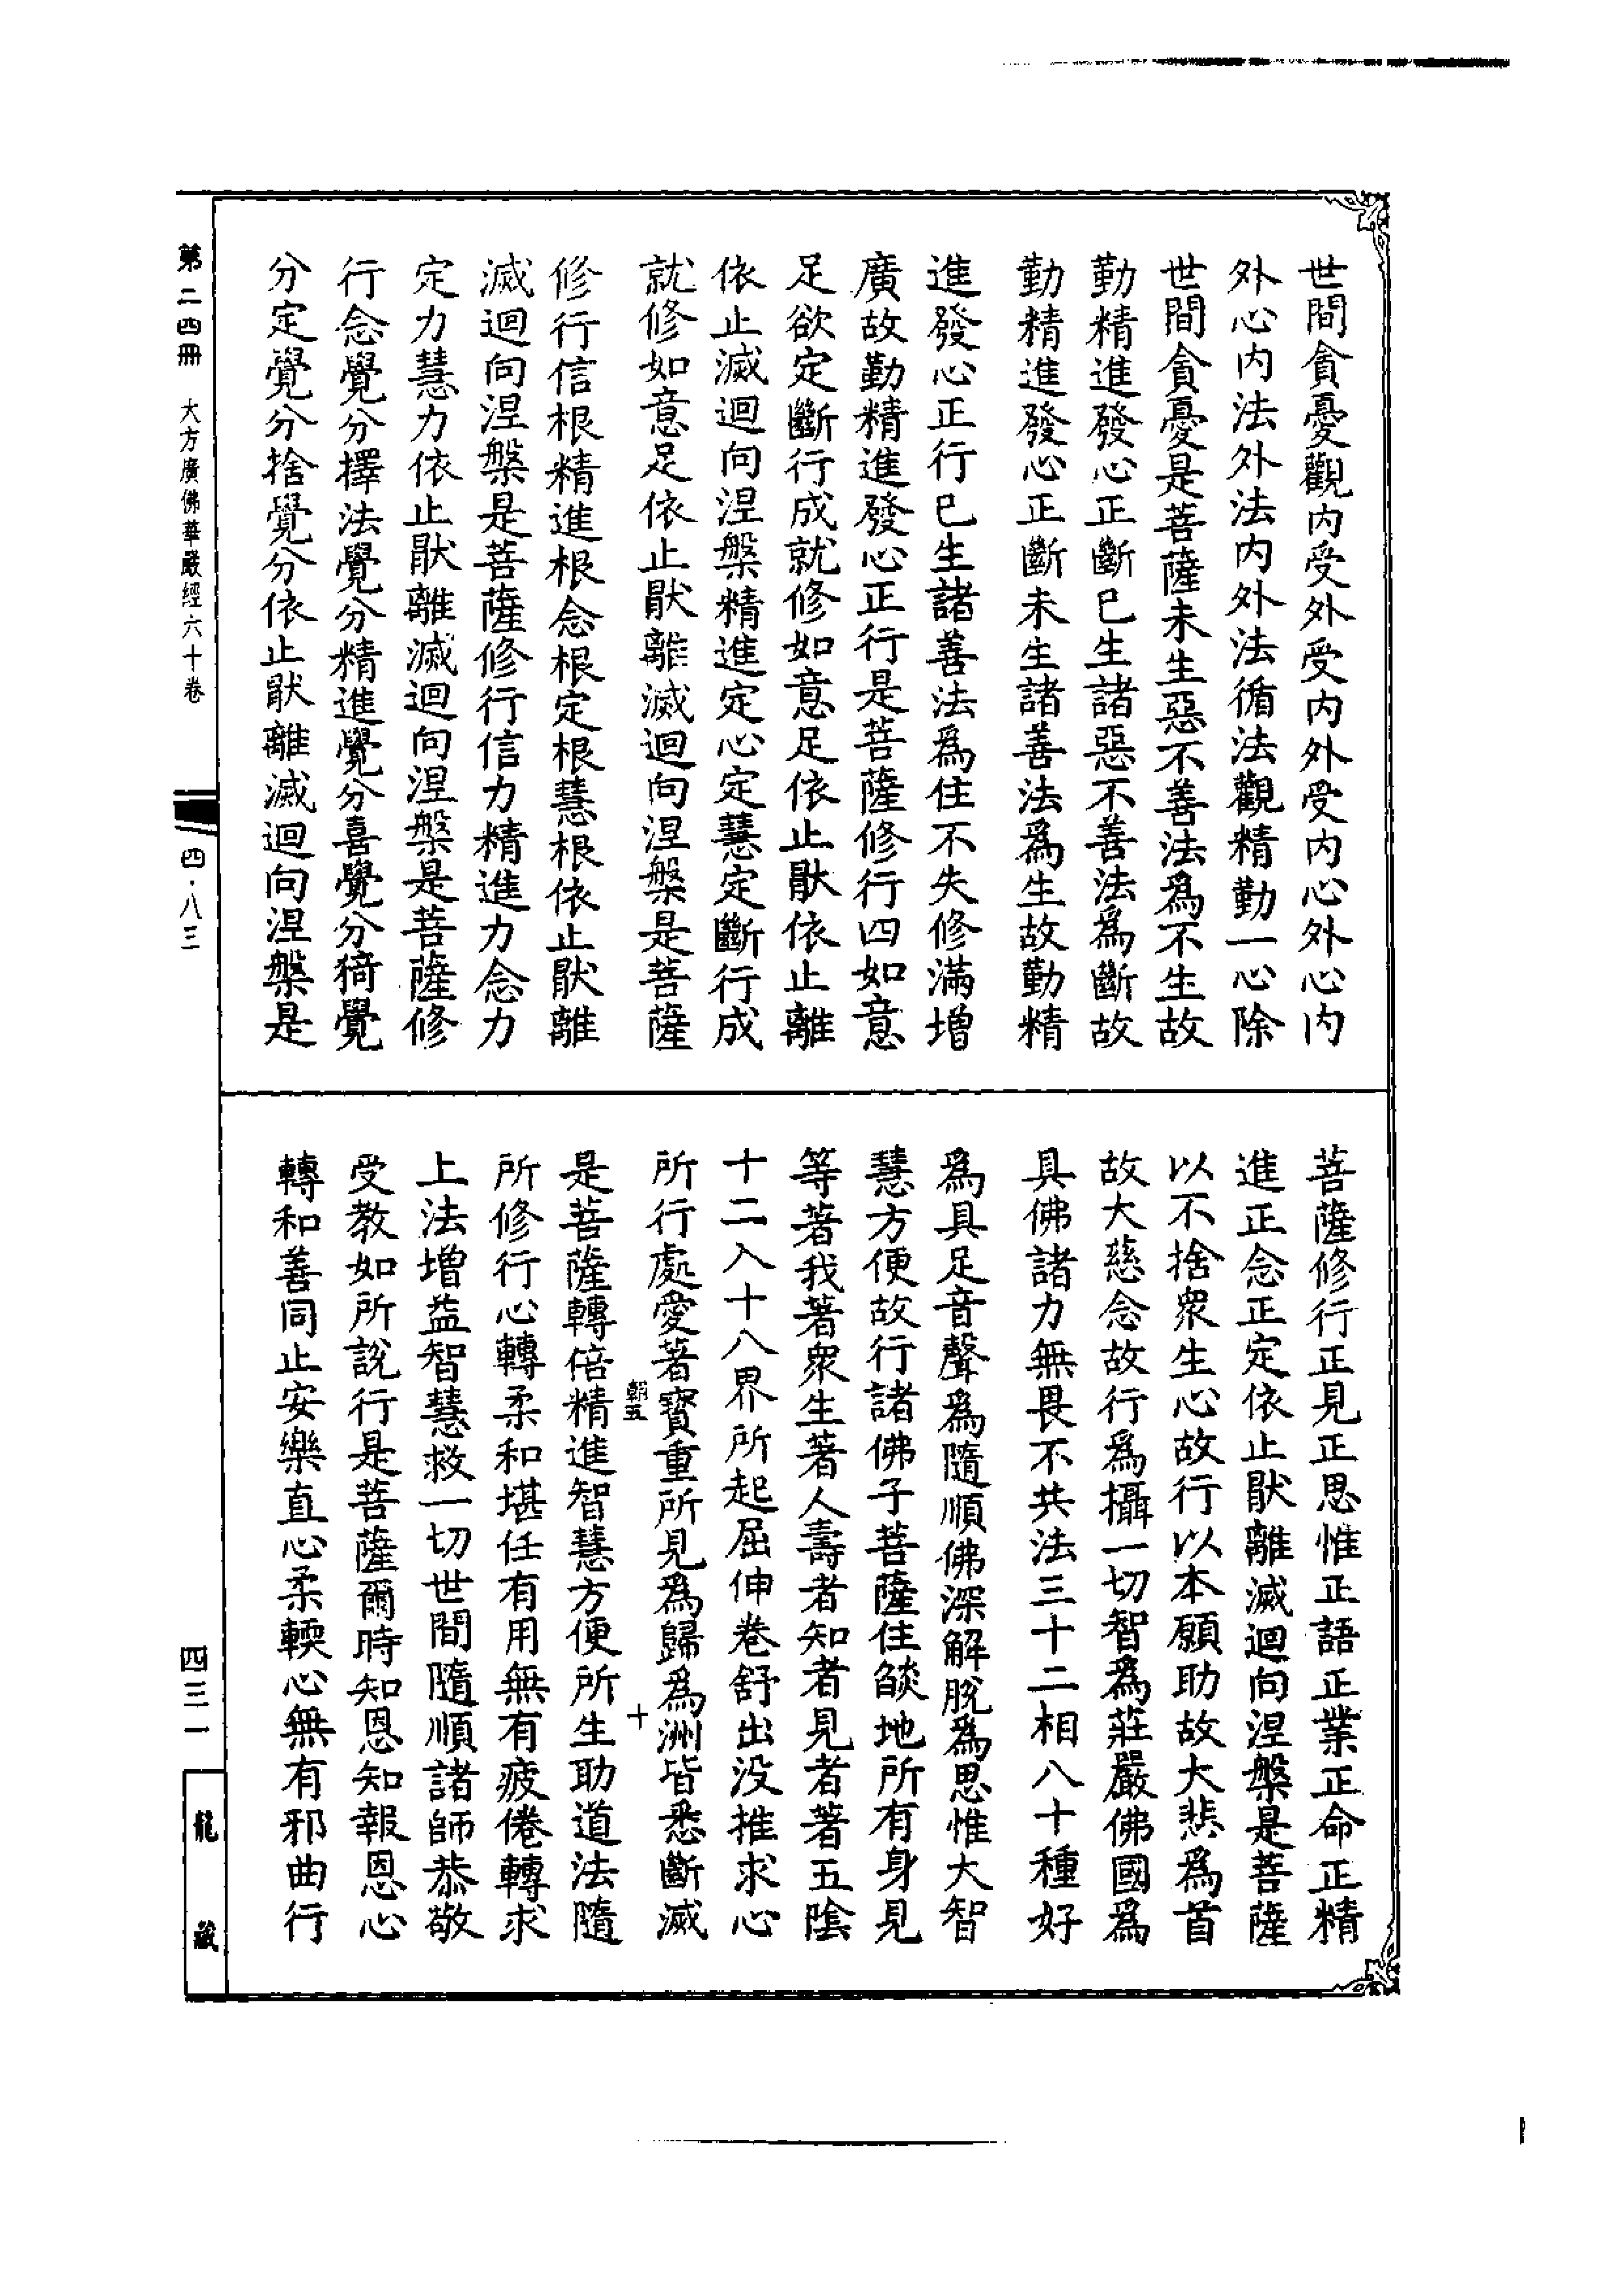 世間貪憂觀内受外受内外受内心外心内
外心内法外法内外法循法觀精勤一心除
世間貪憂是菩薩未生惡不善法爲不生故
勤精進發心正斷已生諸惡不善法爲斷故
勤精進發心正斷未生諸善法爲生故勤精
進發心正行已生諸善法爲住不失修滿增
廣故勤精進發心正行是菩薩修行四如意
足欲定斷行成就修如意足依止猒依止離
依止滅迴向涅槃精進定心定慧定斷行成
就修如意足依止猒離滅迴向涅槃是菩薩
修行信根精進根念根定根慧根依止猒離
滅迴向涅槃是菩薩修行信力精進力念力
定力慧力依止猒離滅迴向涅槃是菩薩修
行念覺分擇法覺分精進覺分喜覺分猗覺
分定覺分捨覺分依止猒離滅迴向涅槃是
菩薩修行正見正思惟正語正業正命正精
進正念正定依止猒離滅迴向涅槃是菩薩
以不捨衆生心故行以本願助故大悲爲首
故大慈念故行爲攝一切智爲莊嚴佛國爲
具佛諸力無畏不共法三十二相八十種好
爲具足音聲爲隨順佛深解脫爲思惟大智
慧方便故行諸佛子菩薩住燄地所有身見
等著我著衆生著人壽者知者見者著五陰
十二入十八界所起屈伸卷舒出没推求心
所行處愛著寳重所見爲歸爲洲皆悉斷滅
朝五
十
是菩薩轉倍精進智慧方便所生助道法隨
所修行心轉柔和堪任有用無有疲倦轉求
上法增益智慧救一切世間隨順諸師恭敬
受教如所說行是菩薩爾時知恩知報恩心
轉和善同止安樂直心柔輭心無有邪曲行
第二四冊 大方廣佛華嚴經六十卷
四·八三
四三一
龍藏